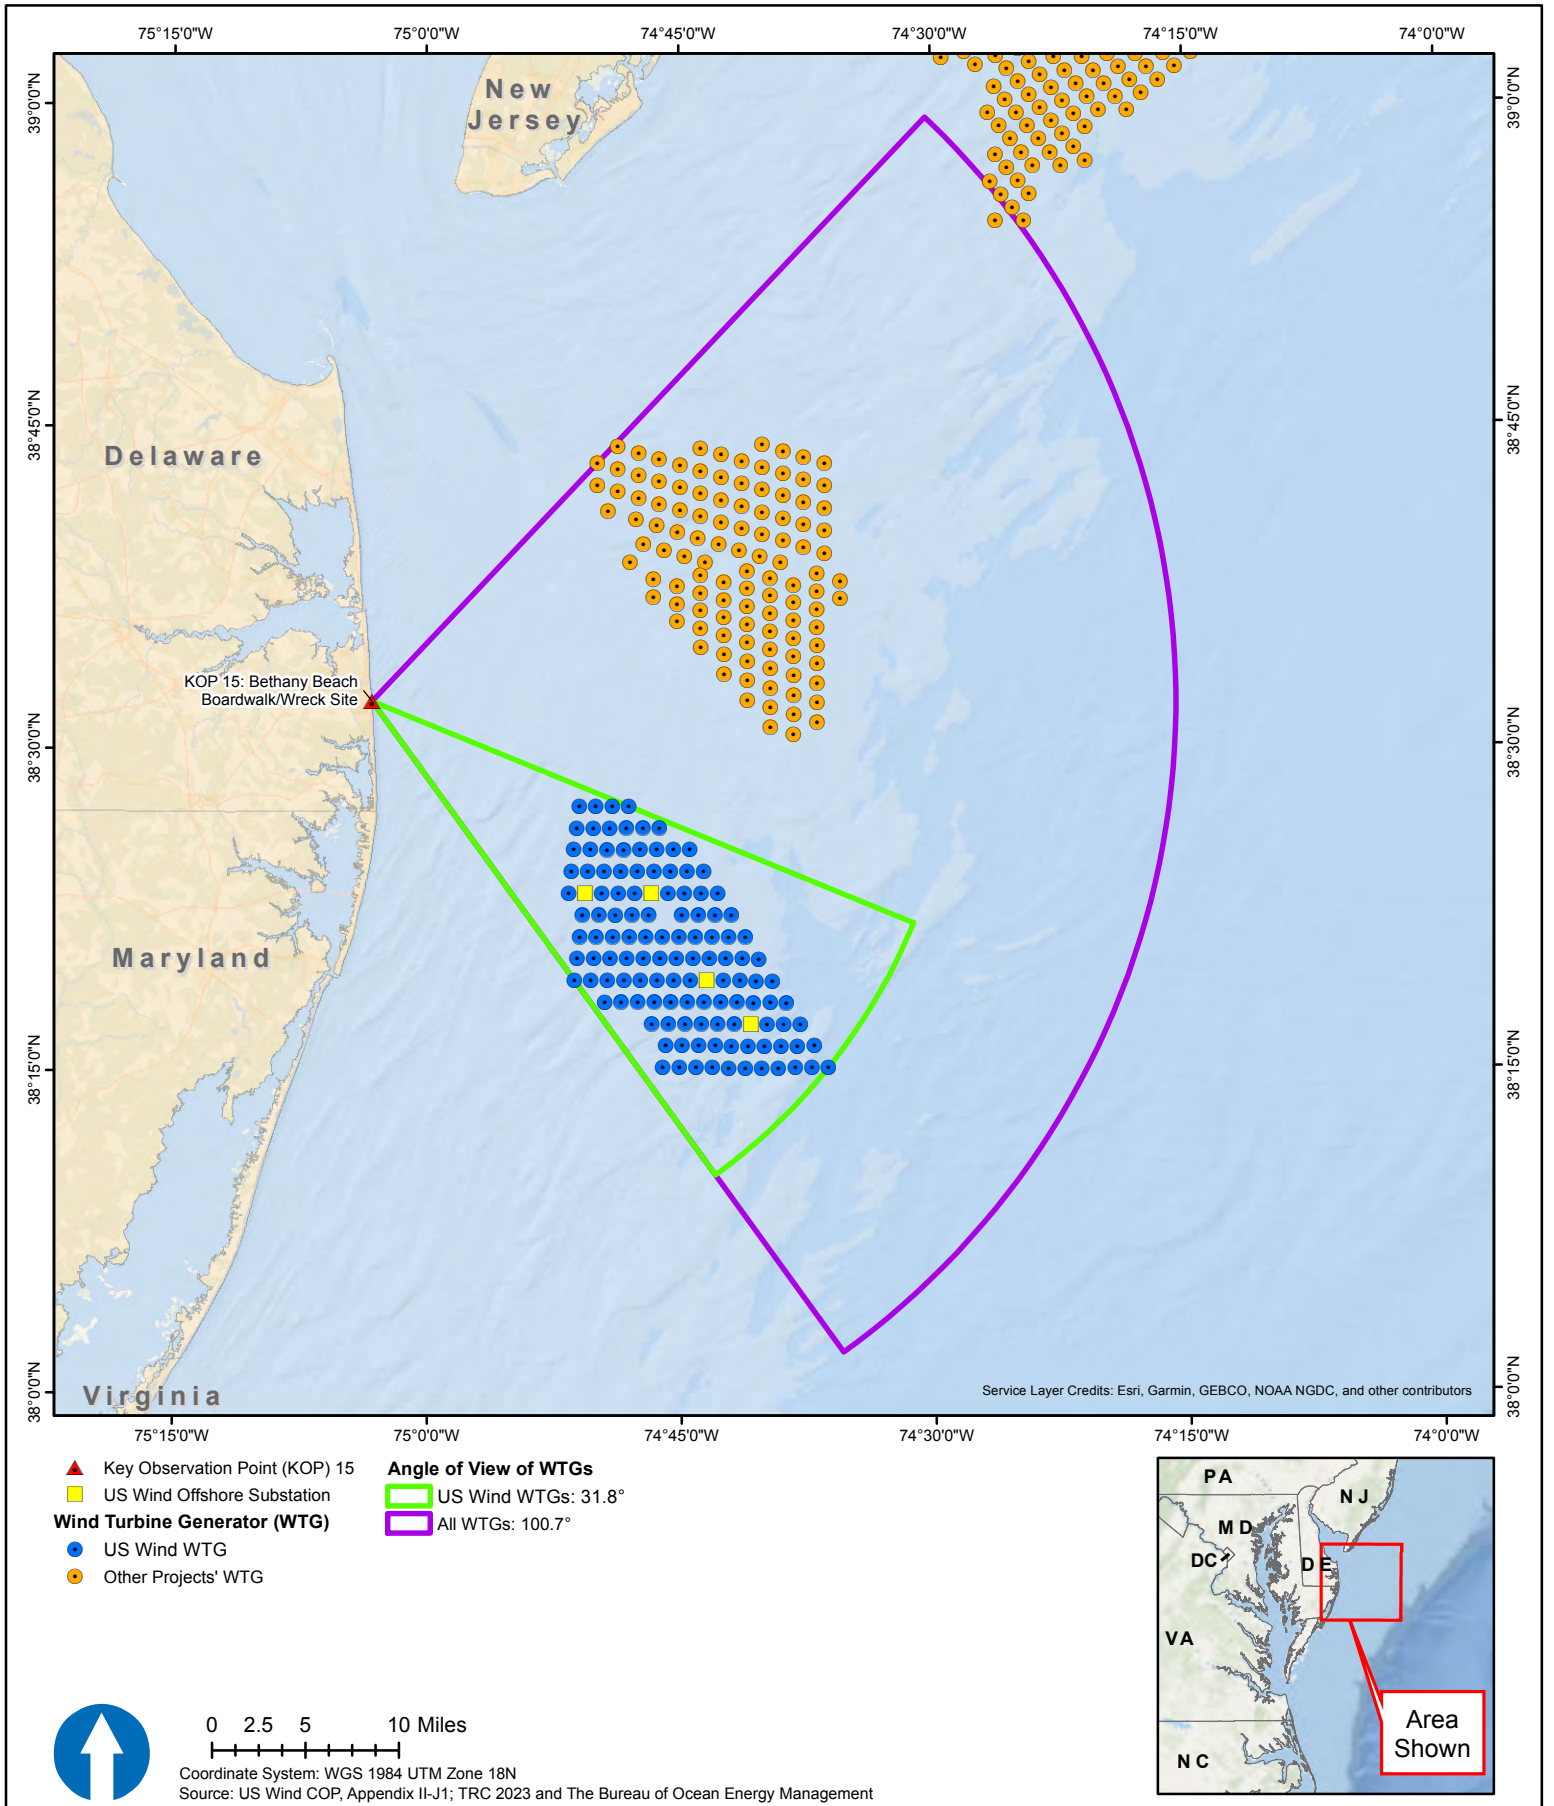 75°15'0"W 75°0'0"W 74°45'0"W 74°30'0"W 74°15'0"W 74°0'0"W
39°0'0"N
39°0'0"N
New
Jersey
38°45'0"N
38°45'0"N
Delaware
KOP 15: Bethany Beach
Boardwalk/Wreck Site
38°30'0"N
38°30'0"N
Maryland
38°15'0"N
38°15'0"N
38°0'0"N
38°0'0"N
Virginia
Service Layer Credits: Esri, Garmin, GEBCO, NOAA NGDC, and other contributors
75°15'0"W 75°0'0"W 74°45'0"W 74°30'0"W 74°15'0"W 74°0'0"W
Key Observation Point (KOP) 15
US Wind Offshore Substation
Wind Turbine Generator (WTG)
US Wind WTG
Other Projects' WTG
Angle of View of WTGs
US Wind WTGs: 31.8°
All WTGs: 100.7°
PA
NJ
MD
DC
DE
VA
NC
Area
Shown
0 2.5 5 10 Miles
Coordinate System: WGS 1984 UTM Zone 18N
Source: US Wind COP, Appendix II-J1; TRC 2023 and The Bureau of Ocean Energy Management